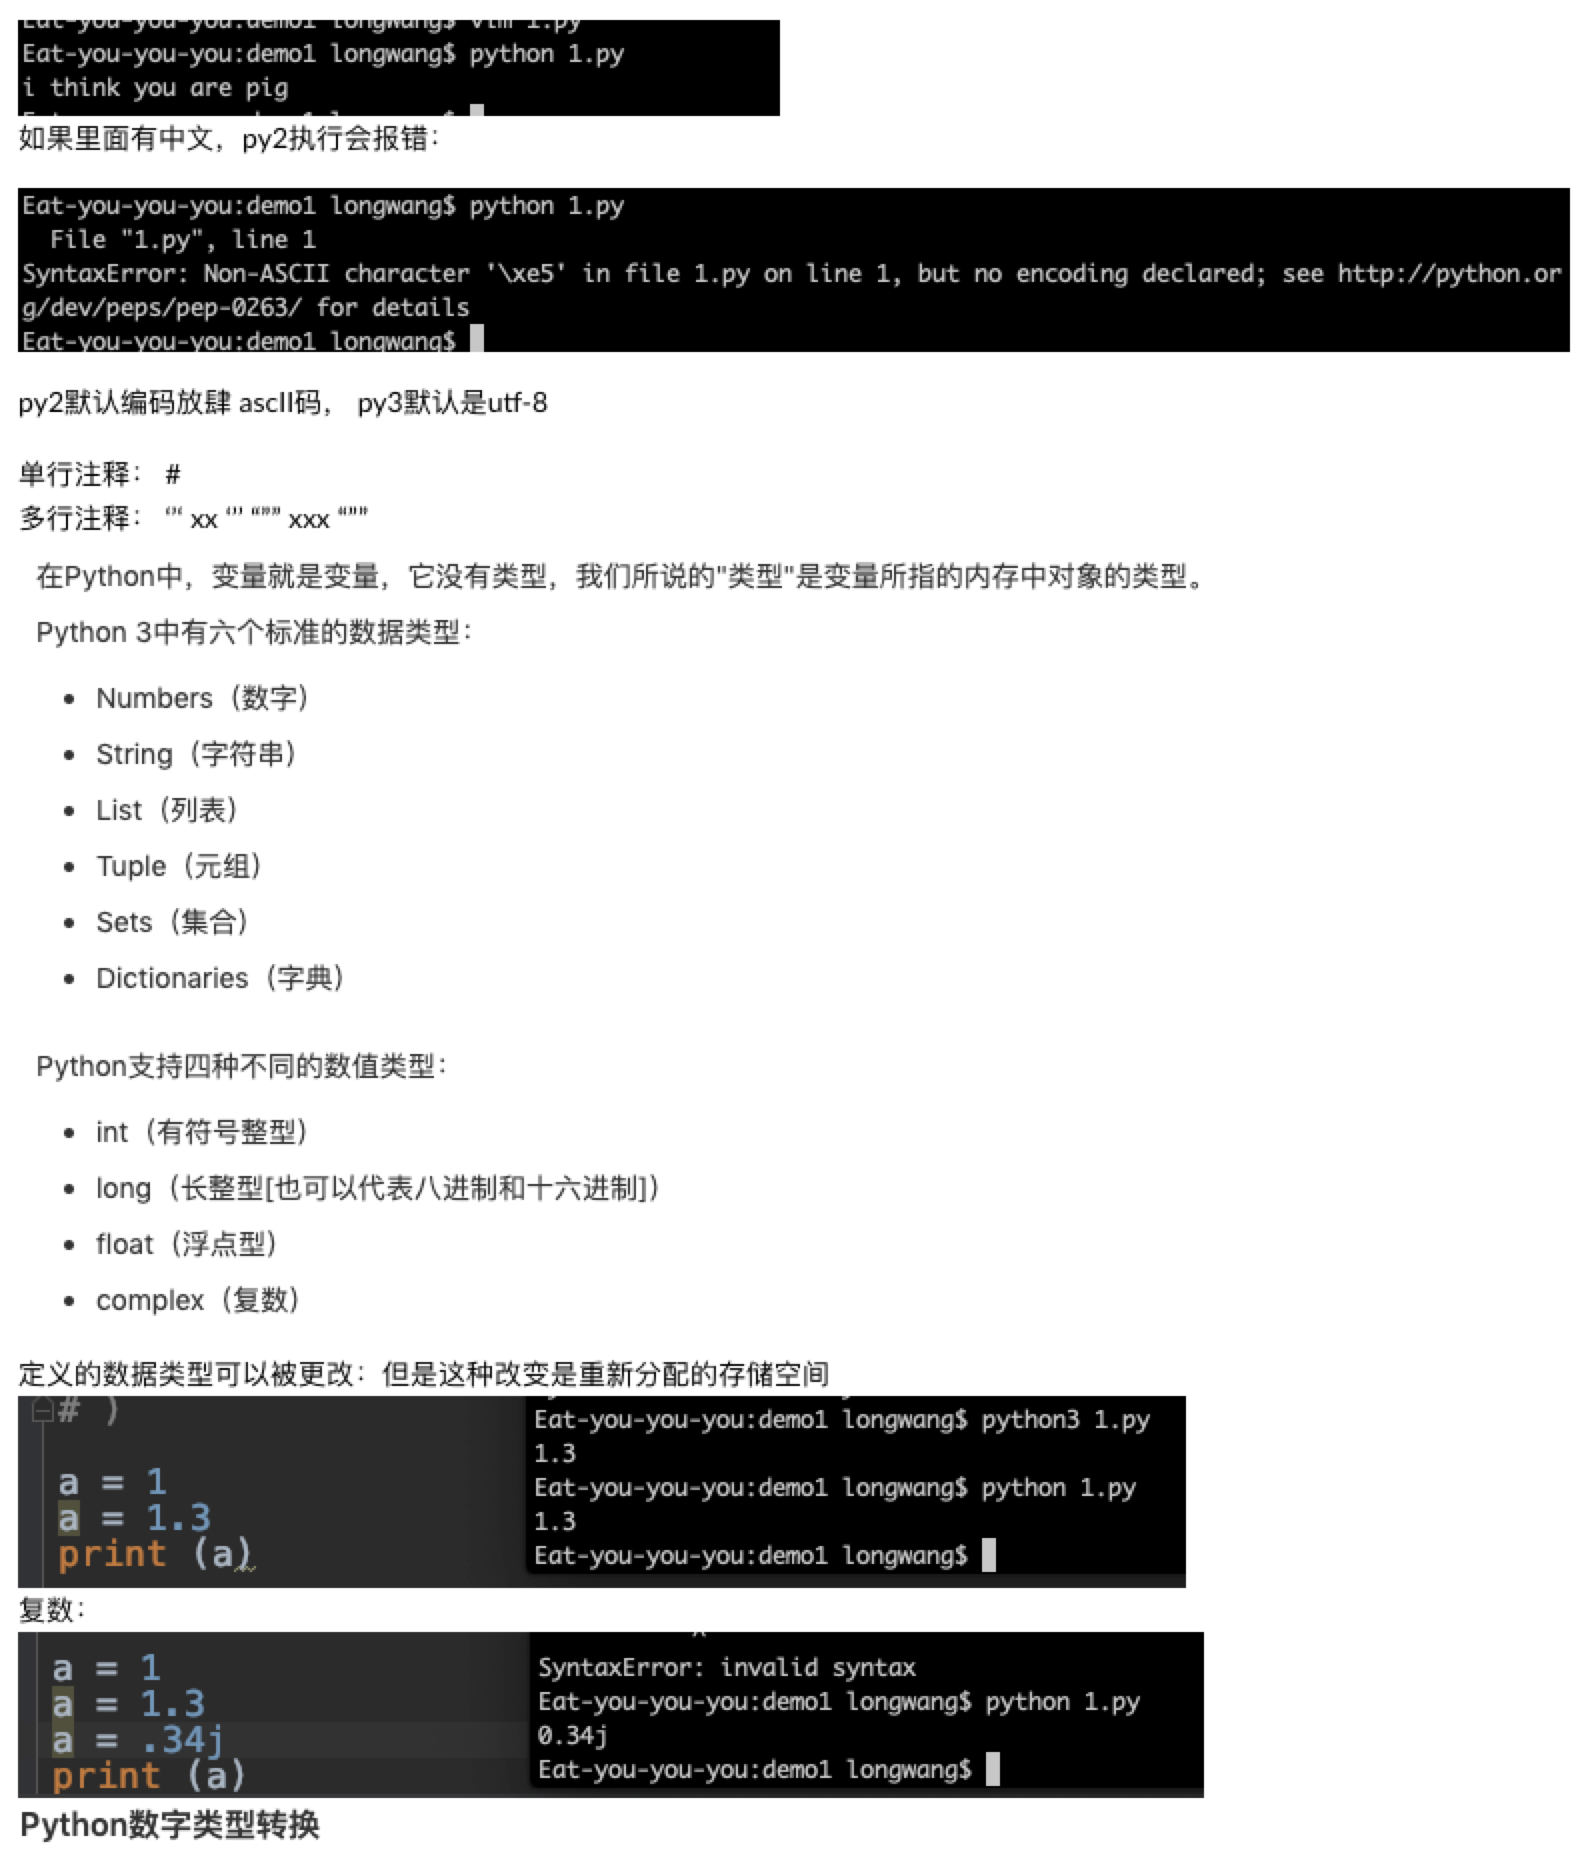 Eat-you-you-you:demo1 longwang$ vim 1.py
Eat-you-you-you:demo1 longwang$ python 1.py
i think you are pig
如果里面有中文，py2执行会报错：
Eat-you-you-you:demo1 longwang$ python 1.py
File "1.py", line 1
SyntaxError: Non-ASCII character '\xe5' in file 1.py on line 1, but no encoding declared; see http://python.or
g/dev/peps/pep-0263/ for details
Eat-you-you-you:demo1 longwang$
py2默认编码放肆 ascII码， py3默认是utf-8
单行注释： #
多行注释： ‘’‘ xx ‘’’ “”” xxx “””
在Python中，变量就是变量，它没有类型，我们所说的"类型"是变量所指的内存中对象的类型。
Python 3中有六个标准的数据类型：
• Numbers（数字）
• String（字符串）
• List（列表）
• Tuple（元组）
• Sets（集合）
• Dictionaries（字典）
Python支持四种不同的数值类型：
• int（有符号整型）
• long（长整型[也可以代表八进制和十六进制]）
• float（浮点型）
• complex（复数）
定义的数据类型可以被更改：但是这种改变是重新分配的存储空间
# )
a = 1
a = 1.3
print (a)
Eat-you-you-you:demo1 longwang$ python3 1.py
1.3
Eat-you-you-you:demo1 longwang$ python 1.py
1.3
Eat-you-you-you:demo1 longwang$
复数：
a = 1
a = 1.3
a = .34j
print (a)
^
SyntaxError: invalid syntax
Eat-you-you-you:demo1 longwang$ python 1.py
0.34j
Eat-you-you-you:demo1 longwang$
Python数字类型转换